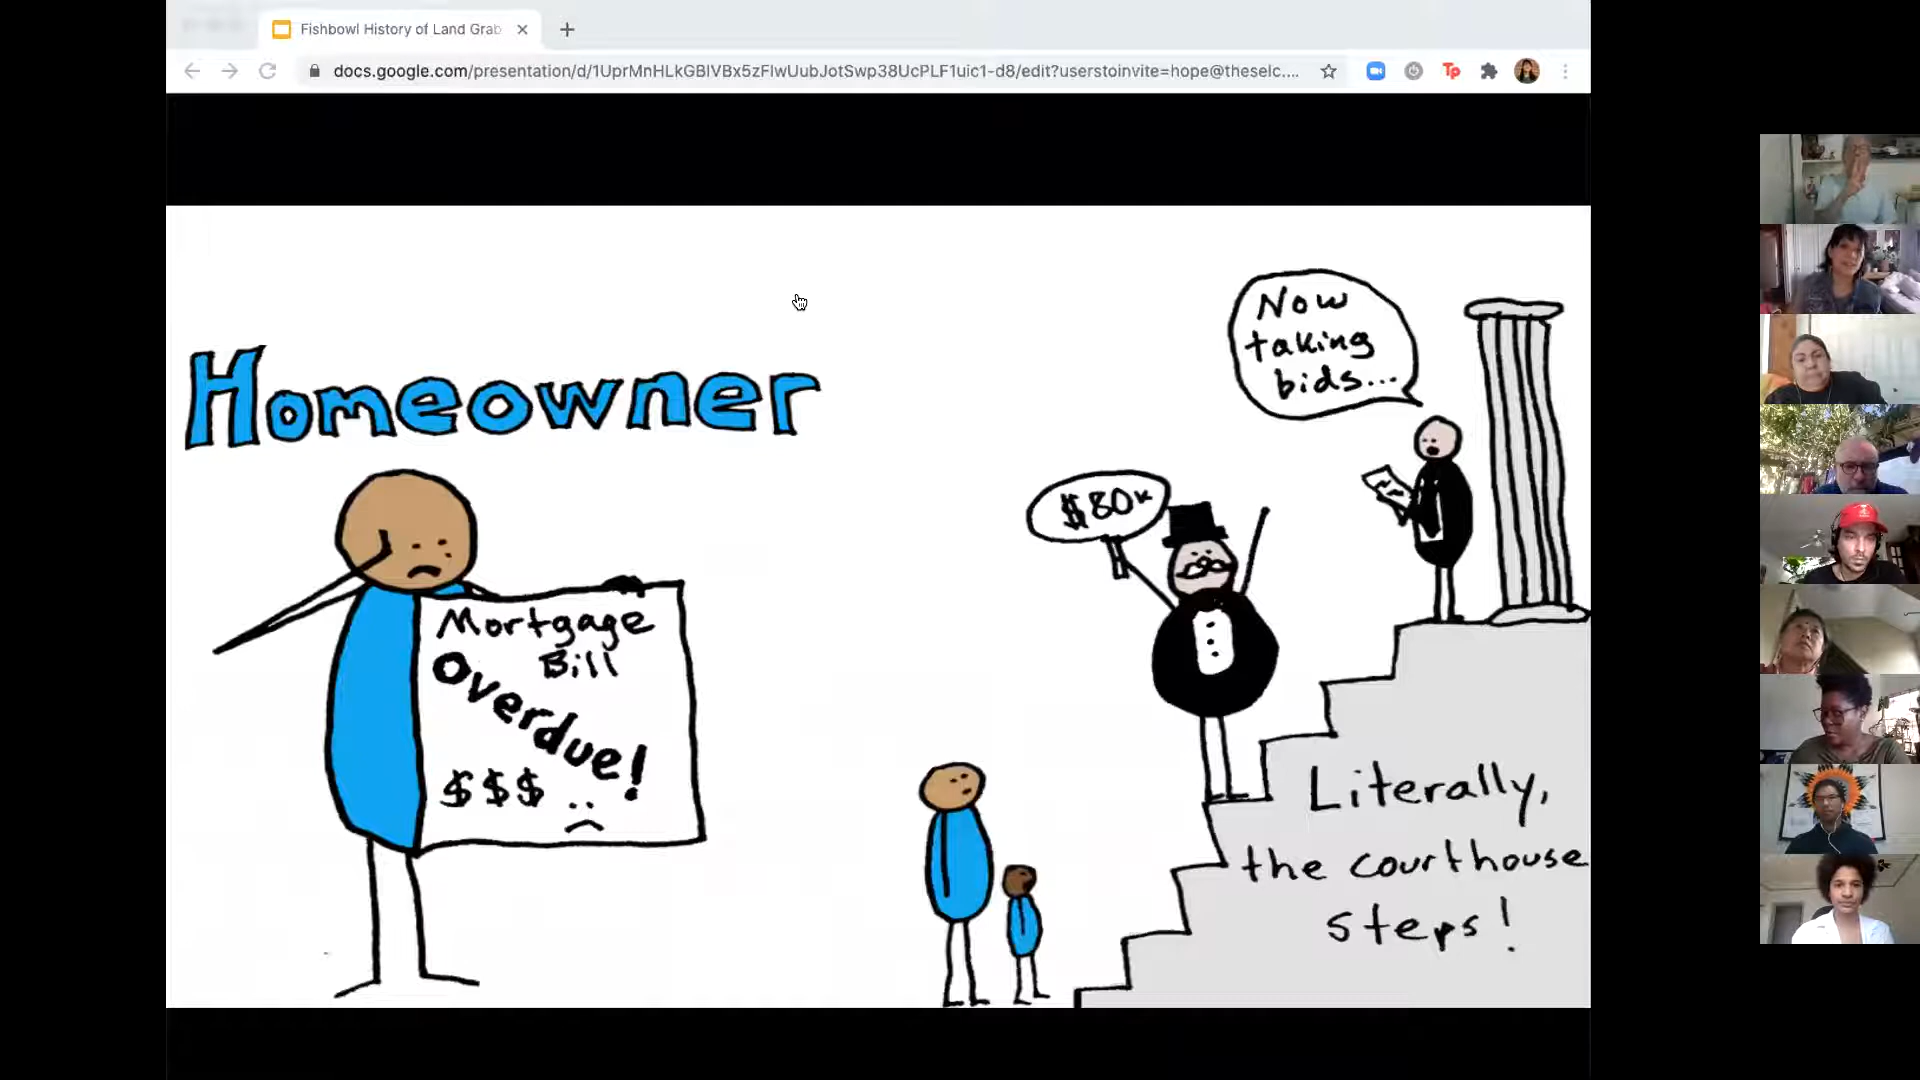 Fishbowl History of Land Grab
docs.google.com/presentation/d/1UprMnHLkGBlVBx5zFlwUubJotSwp38UcPLF1uic1-d8/edit?userstoinvite=hope@theselc....
Tp
Homeowner
Mortgage
Bill
Overdue!
$$$
$80K
Now
taking
bids...
Literally,
the courthouse
steps!